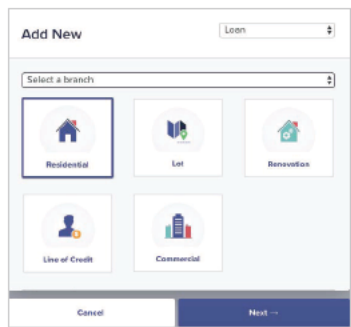 Add New
Loan
Select a branch
Residential
Lot
Renovation
Line of Credit
Commercial
Cancel
Next →